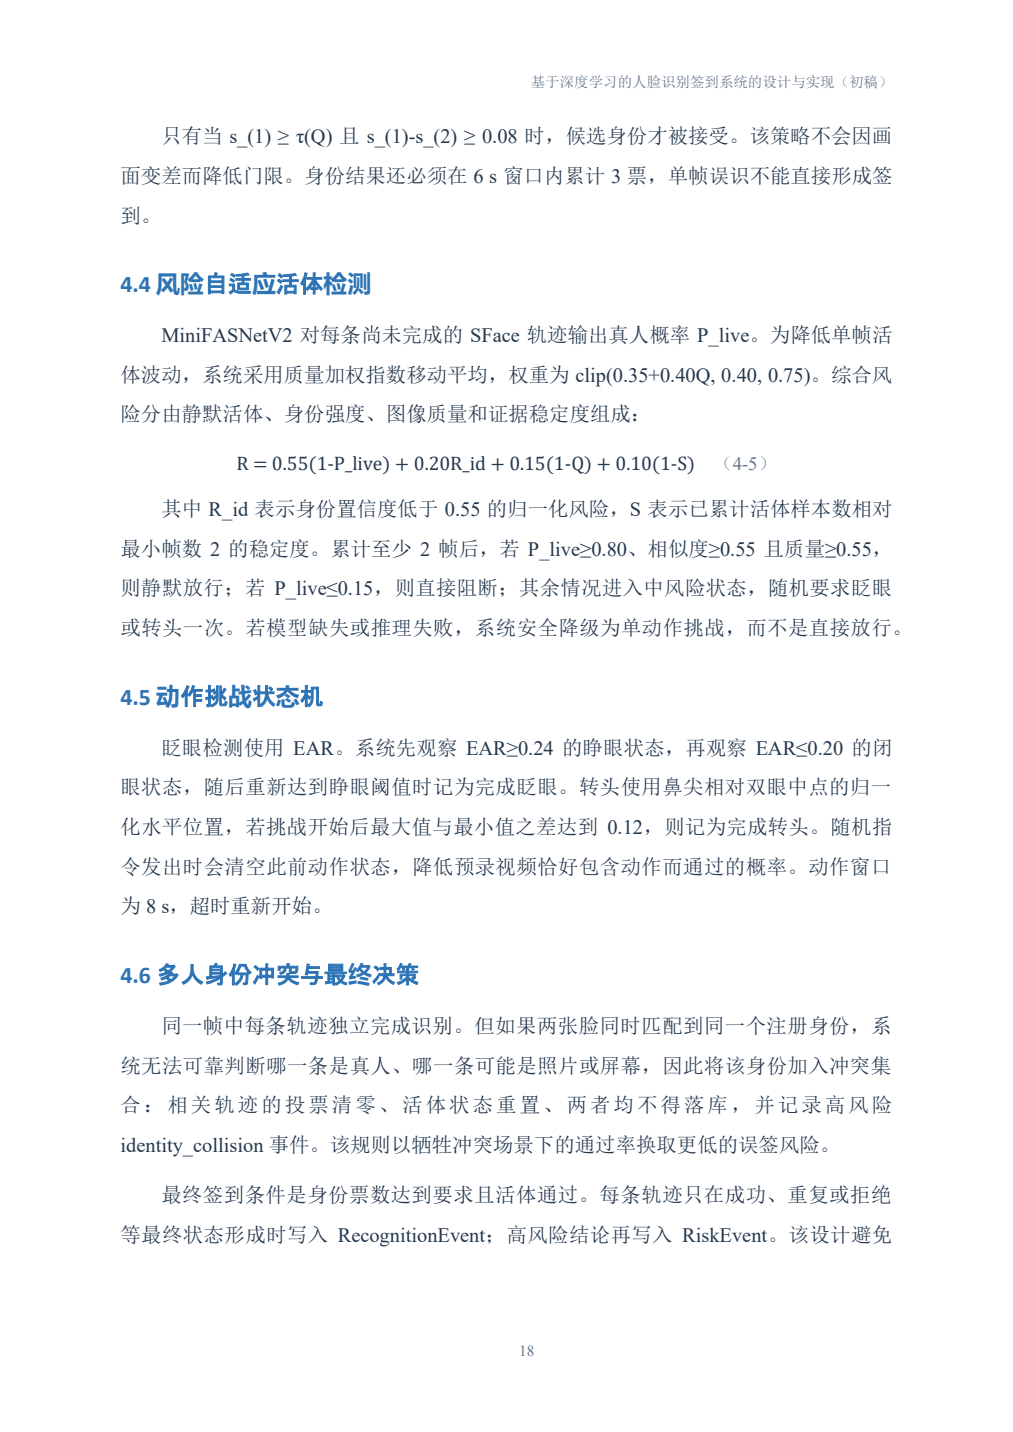 基于深度学习的人脸识别签到系统的设计与实现（初稿）
只有当 s_(1) ≥ τ(Q) 且 s_(1)-s_(2) ≥ 0.08 时，候选身份才被接受。该策略不会因画
面变差而降低门限。身份结果还必须在 6 s 窗口内累计 3 票，单帧误识不能直接形成签
到。
4.4 风险自适应活体检测
MiniFASNetV2 对每条尚未完成的 SFace 轨迹输出真人概率 P_live。为降低单帧活
体波动，系统采用质量加权指数移动平均，权重为 clip(0.35+0.40Q, 0.40, 0.75)。综合风
险分由静默活体、身份强度、图像质量和证据稳定度组成：
R = 0.55(1-P_live) + 0.20R_id + 0.15(1-Q) + 0.10(1-S) （4-5）
其中 R_id 表示身份置信度低于 0.55 的归一化风险，S 表示已累计活体样本数相对
最小帧数 2 的稳定度。累计至少 2 帧后，若 P_live≥0.80、相似度≥0.55 且质量≥0.55，
则静默放行；若 P_live≤0.15，则直接阻断；其余情况进入中风险状态，随机要求眨眼
或转头一次。若模型缺失或推理失败，系统安全降级为单动作挑战，而不是直接放行。
4.5 动作挑战状态机
眨眼检测使用 EAR。系统先观察 EAR≥0.24 的睁眼状态，再观察 EAR≤0.20 的闭
眼状态，随后重新达到睁眼阈值时记为完成眨眼。转头使用鼻尖相对双眼中点的归一
化水平位置，若挑战开始后最大值与最小值之差达到 0.12，则记为完成转头。随机指
令发出时会清空此前动作状态，降低预录视频恰好包含动作而通过的概率。动作窗口
为 8 s，超时重新开始。
4.6 多人身份冲突与最终决策
同一帧中每条轨迹独立完成识别。但如果两张脸同时匹配到同一个注册身份，系
统无法可靠判断哪一条是真人、哪一条可能是照片或屏幕，因此将该身份加入冲突集
合：相关轨迹的投票清零、活体状态重置、两者均不得落库，并记录高风险
identity_collision 事件。该规则以牺牲冲突场景下的通过率换取更低的误签风险。
最终签到条件是身份票数达到要求且活体通过。每条轨迹只在成功、重复或拒绝
等最终状态形成时写入 RecognitionEvent；高风险结论再写入 RiskEvent。该设计避免
18